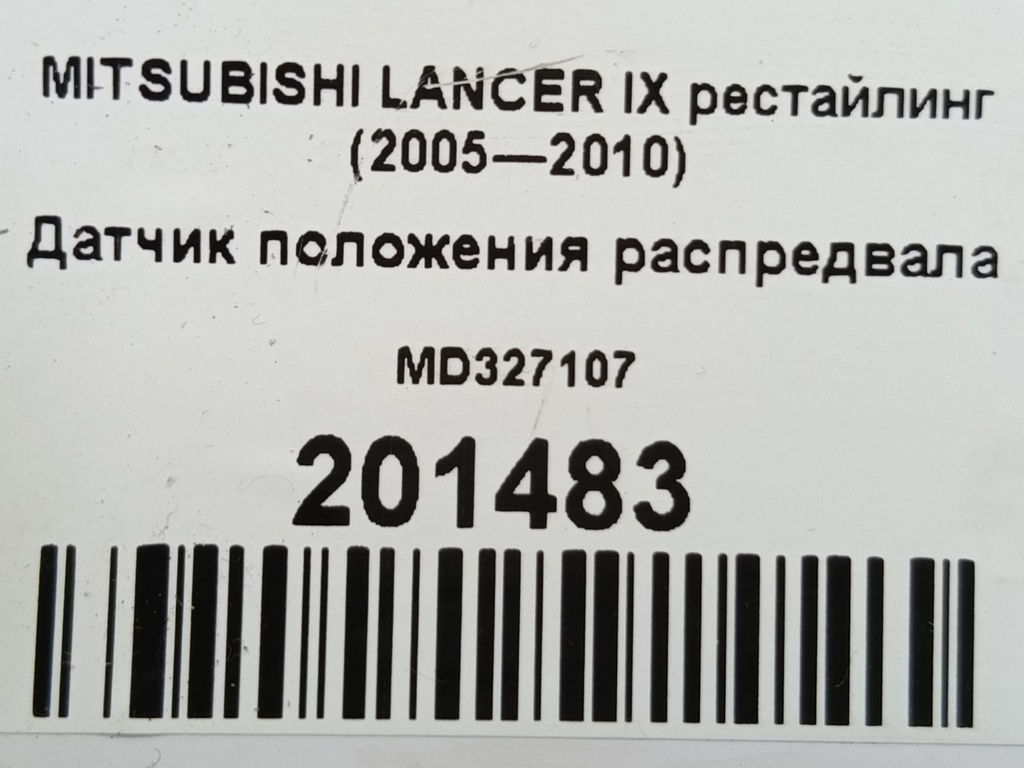 MITSUBISHI LANCER IX рестайлинг
(2005—2010)
Датчик положения распредвала
MD327107
201483